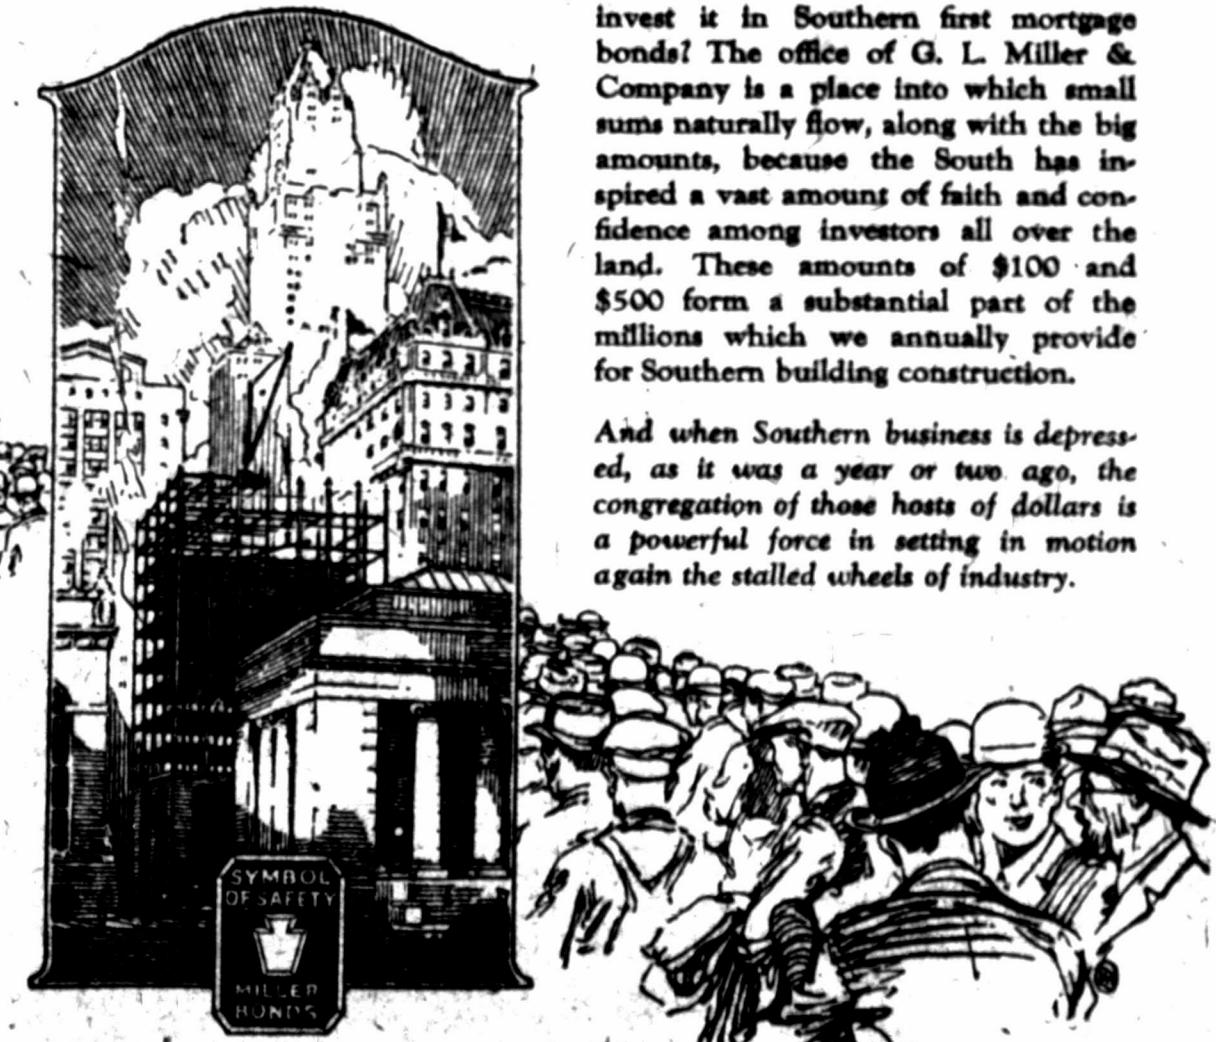 invest it in Southern first mortgage
bonds? The office of G. L. Miller &
Company is a place into which small
sums naturally flow, along with the big
amounts, because the South has in-
spired a vast amount of faith and con-
fidence among investors all over the
land. These amounts of $100 and
$500 form a substantial part of the
millions which we annually provide
for Southern building construction.
And when Southern business is depress-
ed, as it was a year or two ago, the
congregation of those hosts of dollars is
a powerful force in setting in motion
again the stalled wheels of industry.
SYMBOL
OF SAFETY
MILLER
BONDS